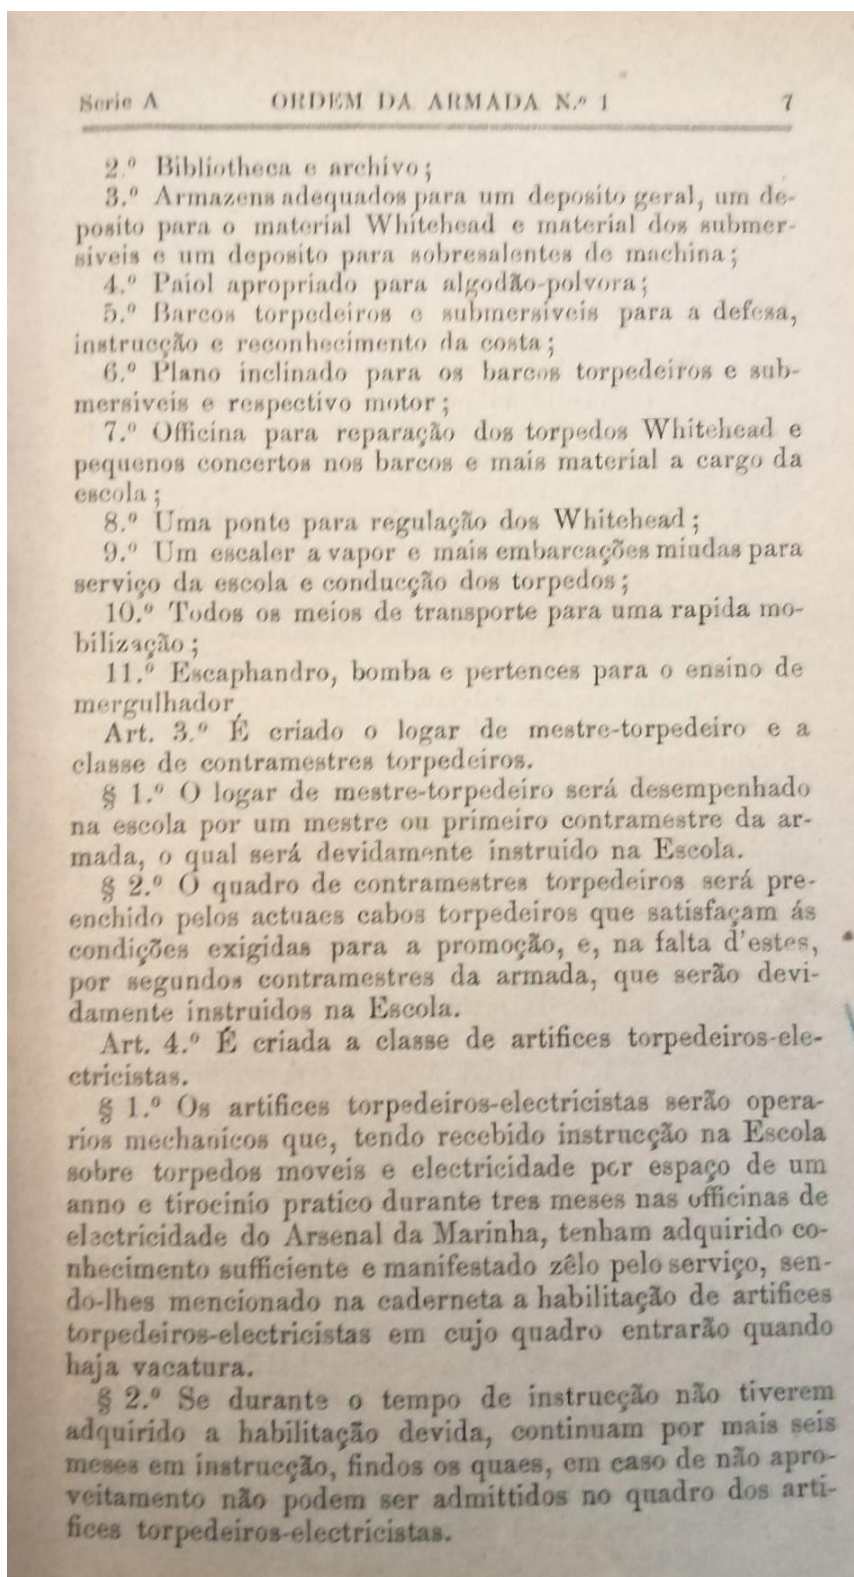 Serie A ORDEM DA ARMADA N.º 1 7
2.º Bibliotheca e archivo;
3.º Armazens adequados para um deposito geral, um de-
posito para o material Whitehead e material dos submer-
siveis e um deposito para sobresalentes de machina;
4.º Paiol apropriado para algodão-polvora;
5.º Barcos torpedeiros e submersiveis para a defesa,
instrucção e reconhecimento da costa;
6.º Plano inclinado para os barcos torpedeiros e sub-
mersiveis e respectivo motor;
7.º Officina para reparação dos torpedos Whitehead e
pequenos concertos nos barcos e mais material a cargo da
escola;
8.º Uma ponte para regulação dos Whitehead;
9.º Um escaler a vapor e mais embarcações miudas para
serviço da escola e conducção dos torpedos;
10.º Todos os meios de transporte para uma rapida mo-
bilização;
11.º Escaphandro, bomba e pertences para o ensino de
mergulhador,
Art. 3.º É criado o logar de mestre-torpedeiro e a
classe de contramestres torpedeiros.
§ 1.º O logar de mestre-torpedeiro será desempenhado
na escola por um mestre ou primeiro contramestre da ar-
mada, o qual será devidamente instruido na Escola.
§ 2.º O quadro de contramestres torpedeiros será pre-
enchido pelos actuaes cabos torpedeiros que satisfaçam ás
condições exigidas para a promoção, e, na falta d'estes,
por segundos contramestres da armada, que serão devi-
damente instruidos na Escola.
Art. 4.º É criada a classe de artifices torpedeiros-ele-
ctricistas.
§ 1.º Os artifices torpedeiros-electricistas serão opera-
rios mechanicos que, tendo recebido instrucção na Escola
sobre torpedos moveis e electricidade por espaço de um
anno e tirocinio pratico durante tres meses nas officinas de
electricidade do Arsenal da Marinha, tenham adquirido co-
nhecimento sufficiente e manifestado zêlo pelo serviço, sen-
do-lhes mencionado na caderneta a habilitação de artifices
torpedeiros-electricistas em cujo quadro entrarão quando
haja vacatura.
§ 2.º Se durante o tempo de instrucção não tiverem
adquirido a habilitação devida, continuam por mais seis
meses em instrucção, findos os quaes, em caso de não apro-
veitamento não podem ser admittidos no quadro dos arti-
fices torpedeiros-electricistas.